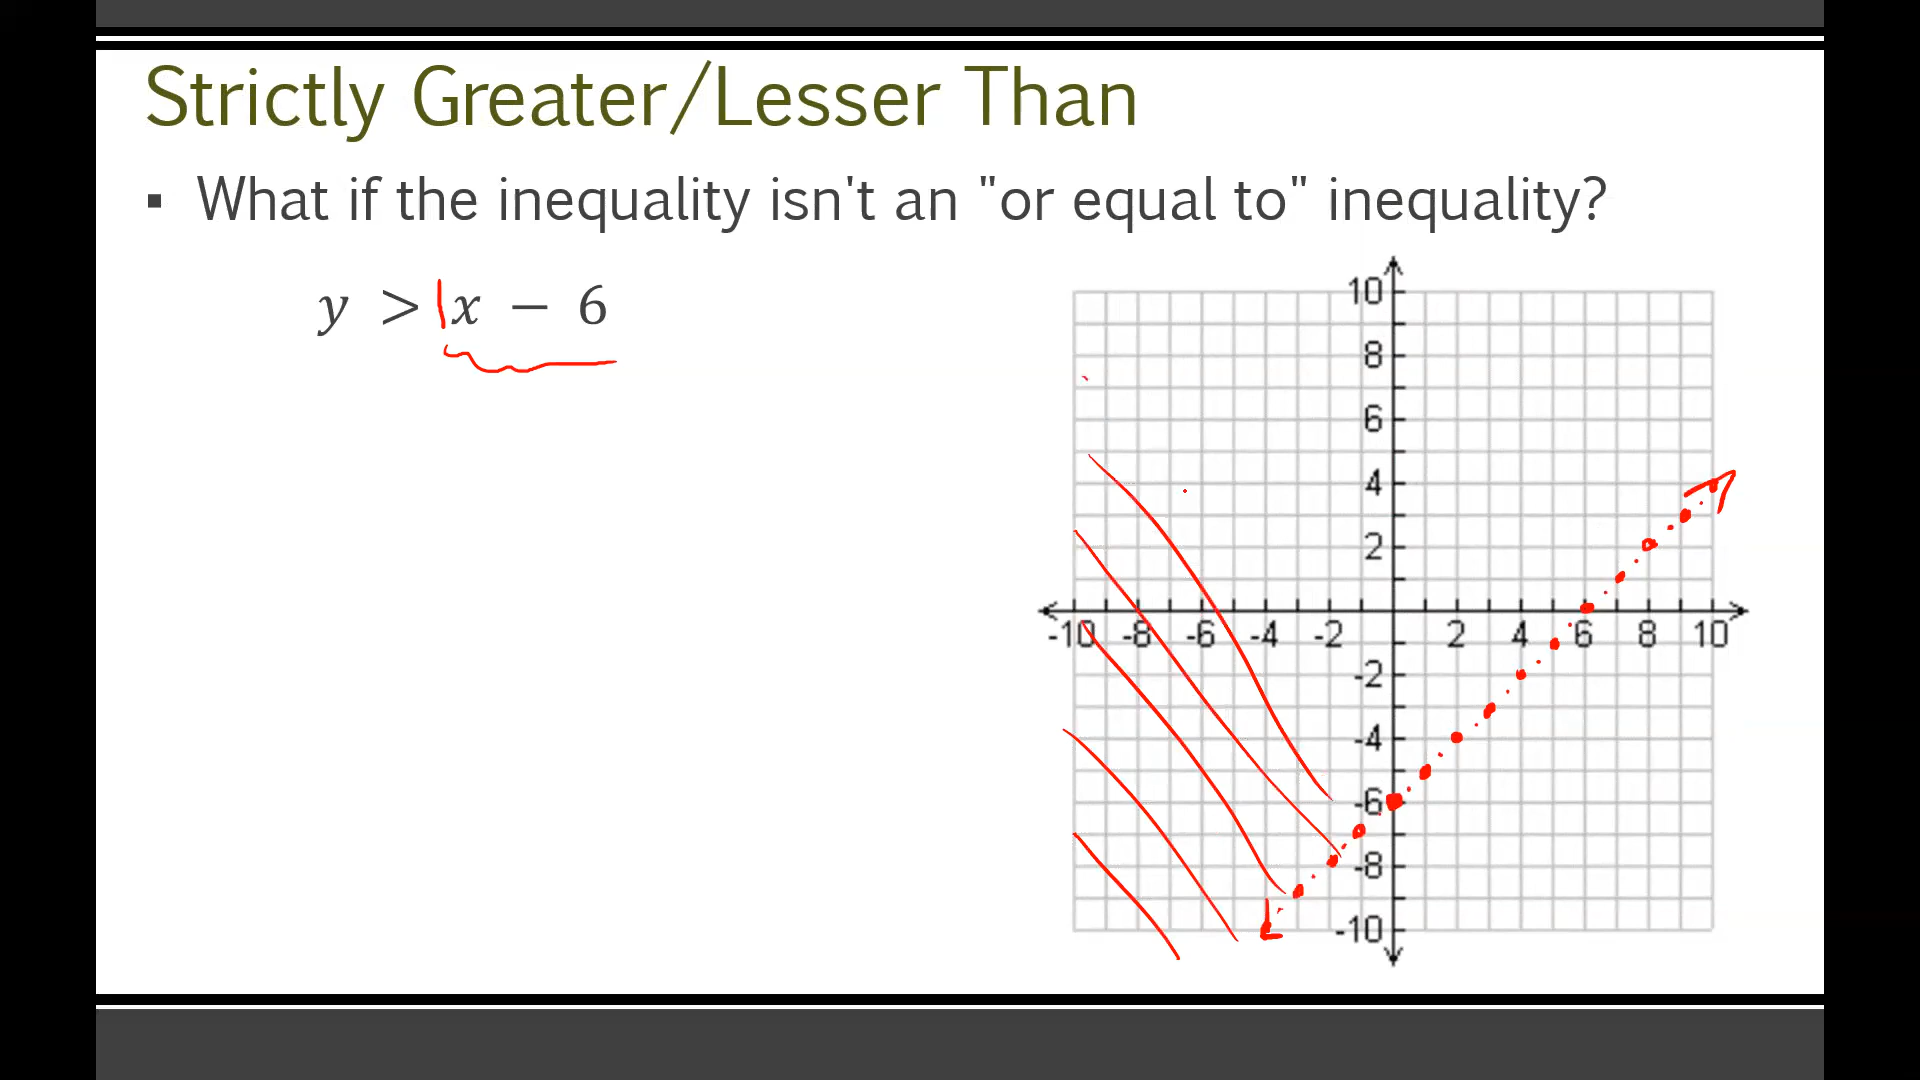 Strictly Greater/Lesser Than
▪ What if the inequality isn't an "or equal to" inequality?
y > 1x − 6
10
8
6
4
2
-10 -8 -6 -4 -2 2 4 6 8 10
-2
-4
-6
-8
-10